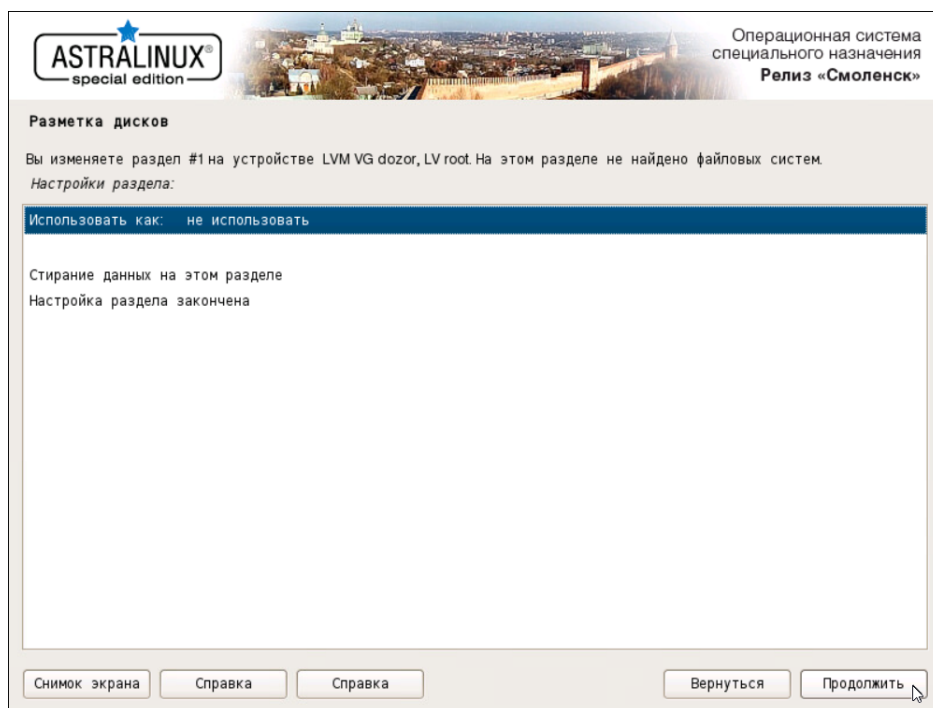 ASTRALINUX®
special edition
Операционная система
специального назначения
Релиз «Смоленск»
Разметка дисков
Вы изменяете раздел #1 на устройстве LVM VG dozor, LV root. На этом разделе не найдено файловых систем.
Настройки раздела:
Использовать как: не использовать
Стирание данных на этом разделе
Настройка раздела закончена
Снимок экрана Справка Справка Вернуться Продолжить